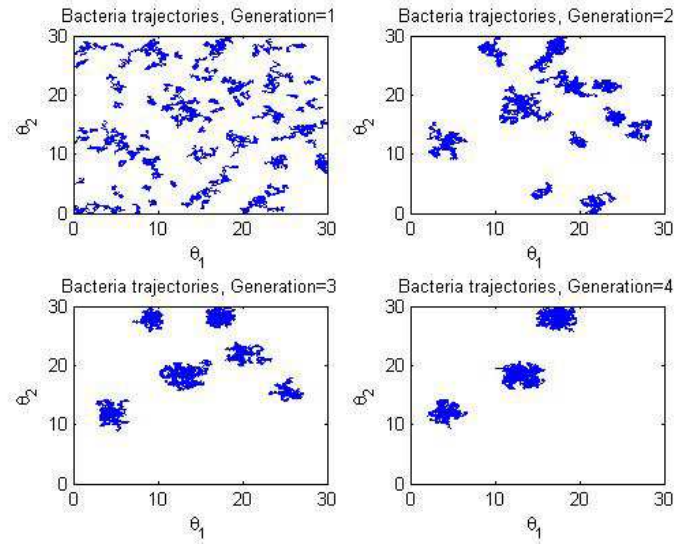 Bacteria trajectories, Generation=1
Bacteria trajectories, Generation=2
30
20
10
0
θ2
0
10
20
30
θ1
30
20
10
0
θ2
0
10
20
30
θ1
Bacteria trajectories, Generation=3
Bacteria trajectories, Generation=4
30
20
10
0
θ2
0
10
20
30
θ1
30
20
10
0
θ2
0
10
20
30
θ1